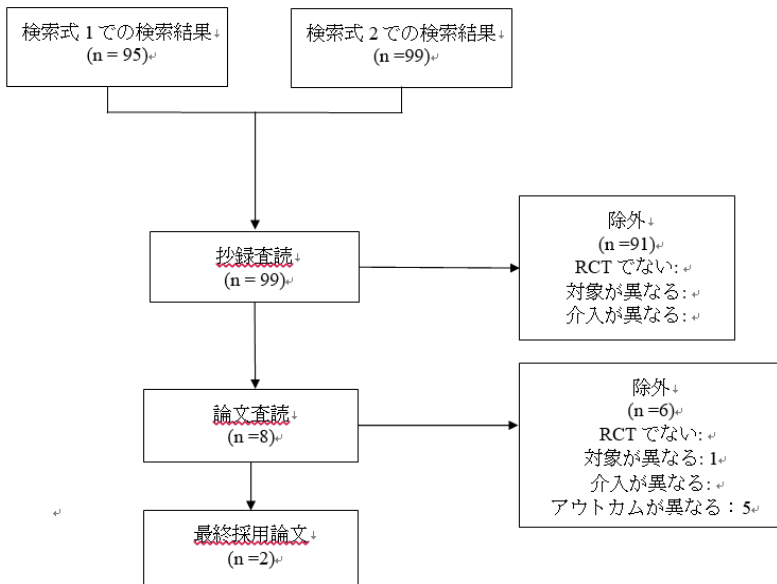 検索式 1 での検索結果↓
(n = 95)↵
検索式 2 での検索結果↓
(n =99)↵
抄録査読↓
(n = 99)↵
除外↓
(n =91)↵
RCT でない: ↵
対象が異なる: ↵
介入が異なる: ↵
論文査読↓
(n =8)↵
除外↓
(n =6)↵
RCT でない: ↵
対象が異なる: 1↵
介入が異なる: ↵
アウトカムが異なる：5↵
↵
最終採用論文↓
(n =2)↵